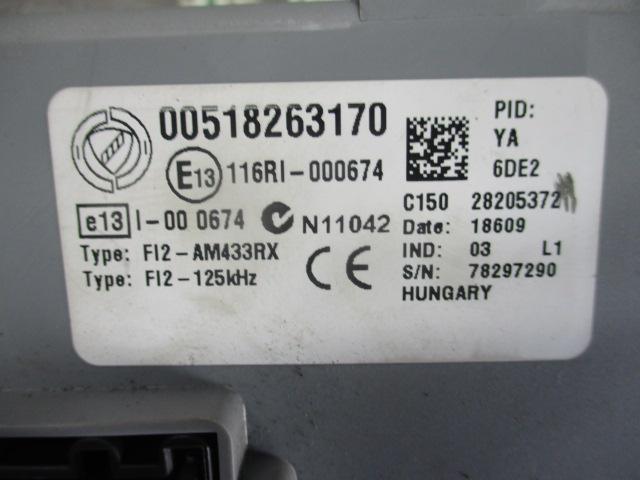 00518263170
PID:
YA
6DE2
E13 116RI-000674
C150 28205372
e13 I-00 0674 N11042
Date: 18609
Type: FI2-AM433RX
IND: 03 L1
Type: FI2-125kHz
CE
S/N: 78297290
HUNGARY